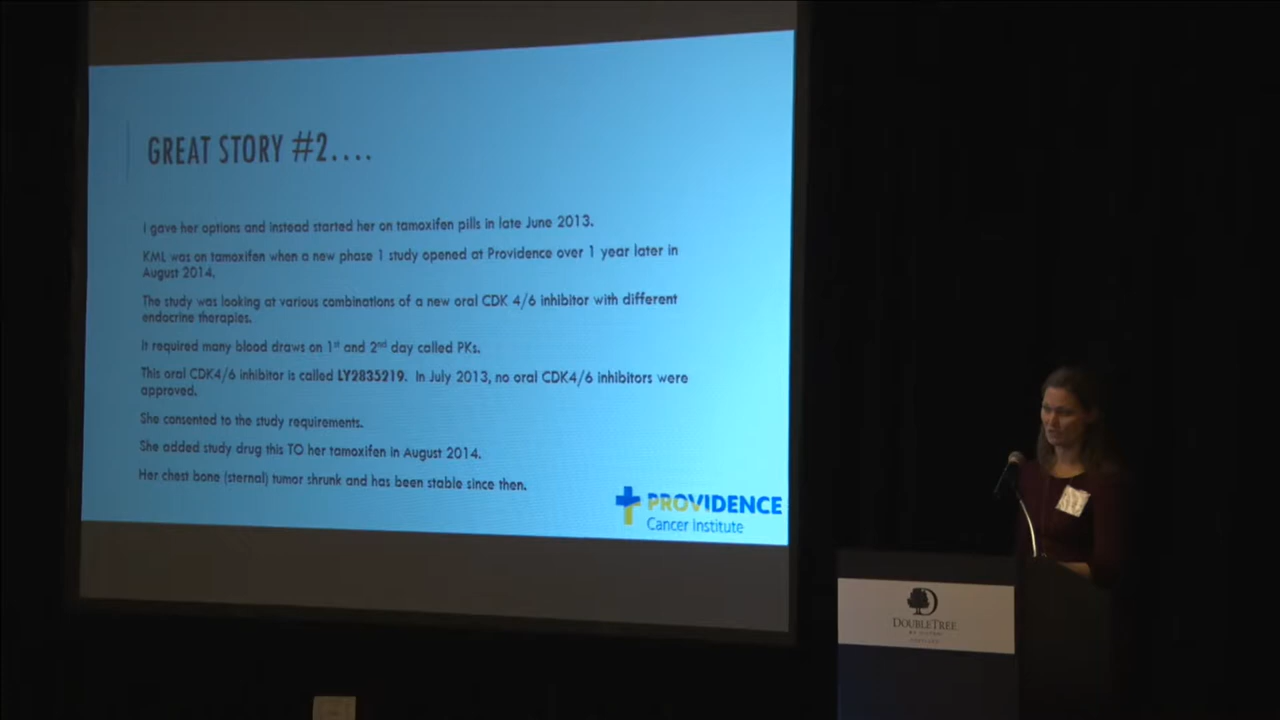 GREAT STORY #2....
I gave her options and instead started her on tamoxifen pills in late June 2013.
KML was on tamoxifen when a new phase 1 study opened at Providence over 1 year later in
August 2014.
The study was looking at various combinations of a new oral CDK 4/6 inhibitor with different
endocrine therapies.
It required many blood draws on 1st and 2nd day called PKs.
This oral CDK4/6 inhibitor is called LY2835219. In July 2013, no oral CDK4/6 inhibitors were
approved.
She consented to the study requirements.
She added study drug this TO her tamoxifen in August 2014.
Her chest bone (sternal) tumor shrunk and has been stable since then.
PROVIDENCE
Cancer Institute
DOUBLETREE
BY HILTON